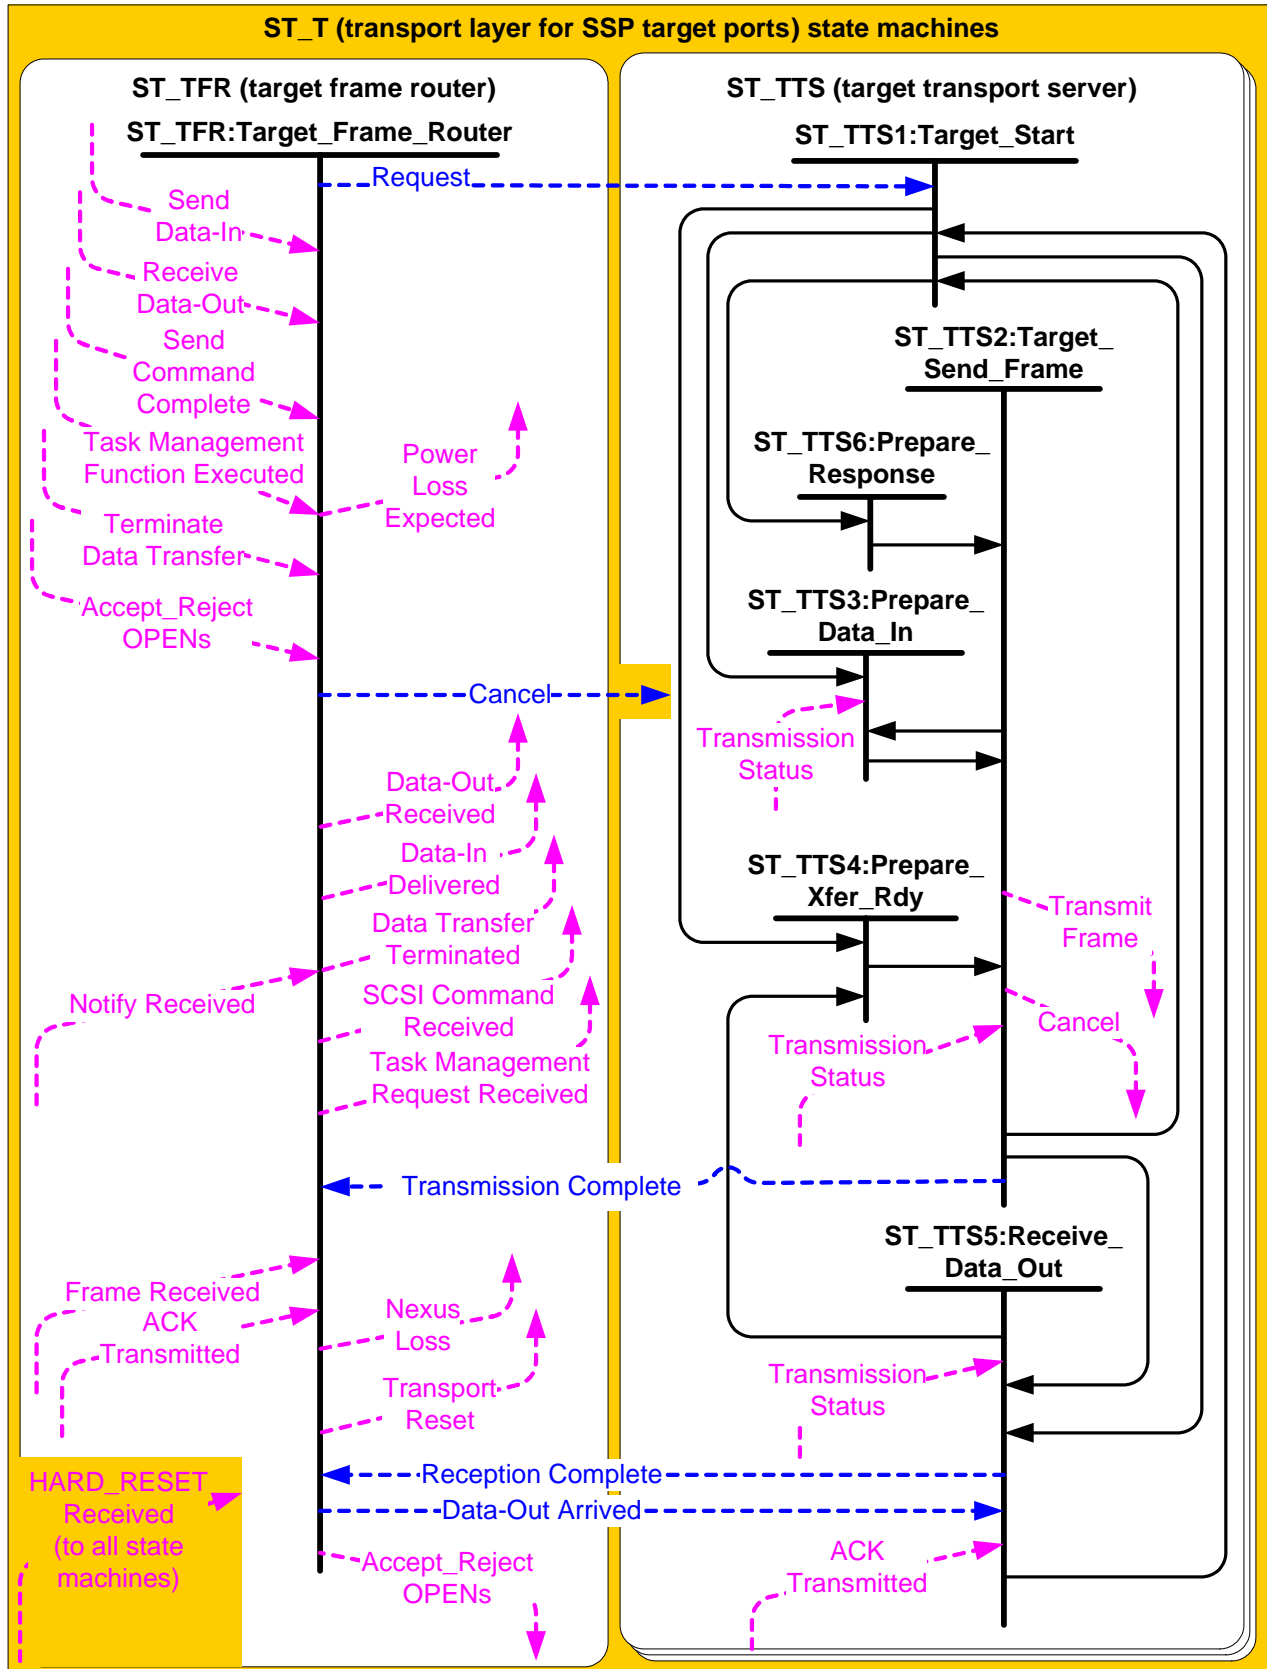 ST_T (transport layer for SSP target ports) state machines
ST_TFR (target frame router)
ST_TFR:Target_Frame_Router
Request
Send
Data-In
Receive
Data-Out
Send
Command
Complete
Task Management
Function Executed
Power
Loss
Expected
Terminate
Data Transfer
Accept_Reject
OPENs
Cancel
Data-Out
Received
Data-In
Delivered
Data Transfer
Terminated
Notify Received
SCSI Command
Received
Task Management
Request Received
Transmission Complete
Frame Received
ACK
Transmitted
Nexus
Loss
Transport
Reset
HARD_RESET
Received
(to all state
machines)
Reception Complete
Data-Out Arrived
Accept_Reject
OPENs
ST_TTS (target transport server)
ST_TTS1:Target_Start
ST_TTS2:Target_
Send_Frame
ST_TTS6:Prepare_
Response
ST_TTS3:Prepare_
Data_In
Transmission
Status
ST_TTS4:Prepare_
Xfer_Rdy
Transmit
Frame
Cancel
Transmission
Status
ST_TTS5:Receive_
Data_Out
Transmission
Status
ACK
Transmitted